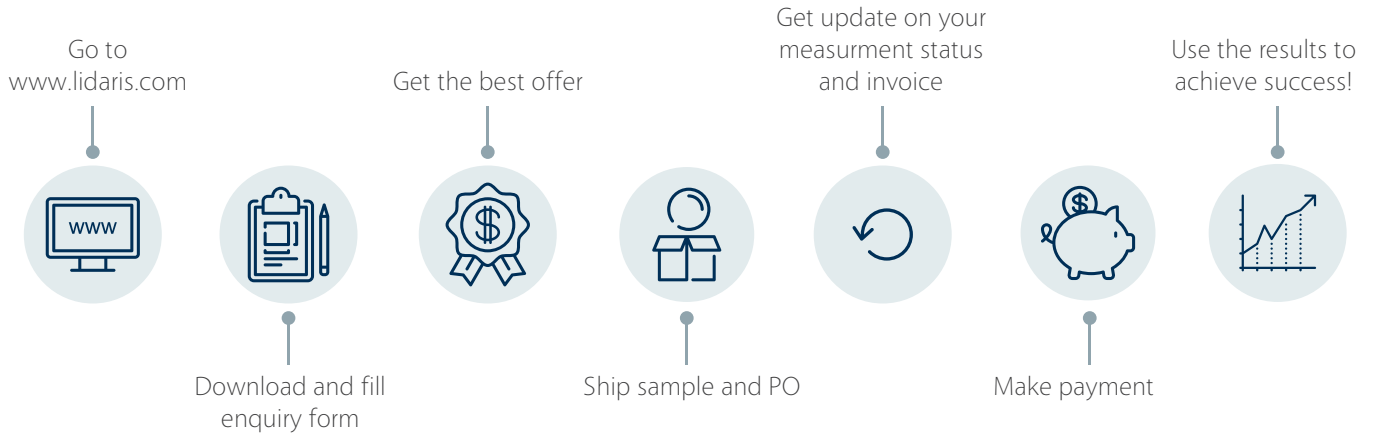 Go to
www.lidaris.com
www
Download and fill
enquiry form
Get the best offer
$
Ship sample and PO
Get update on your
measurment status
and invoice
$
Make payment
Use the results to
achieve success!